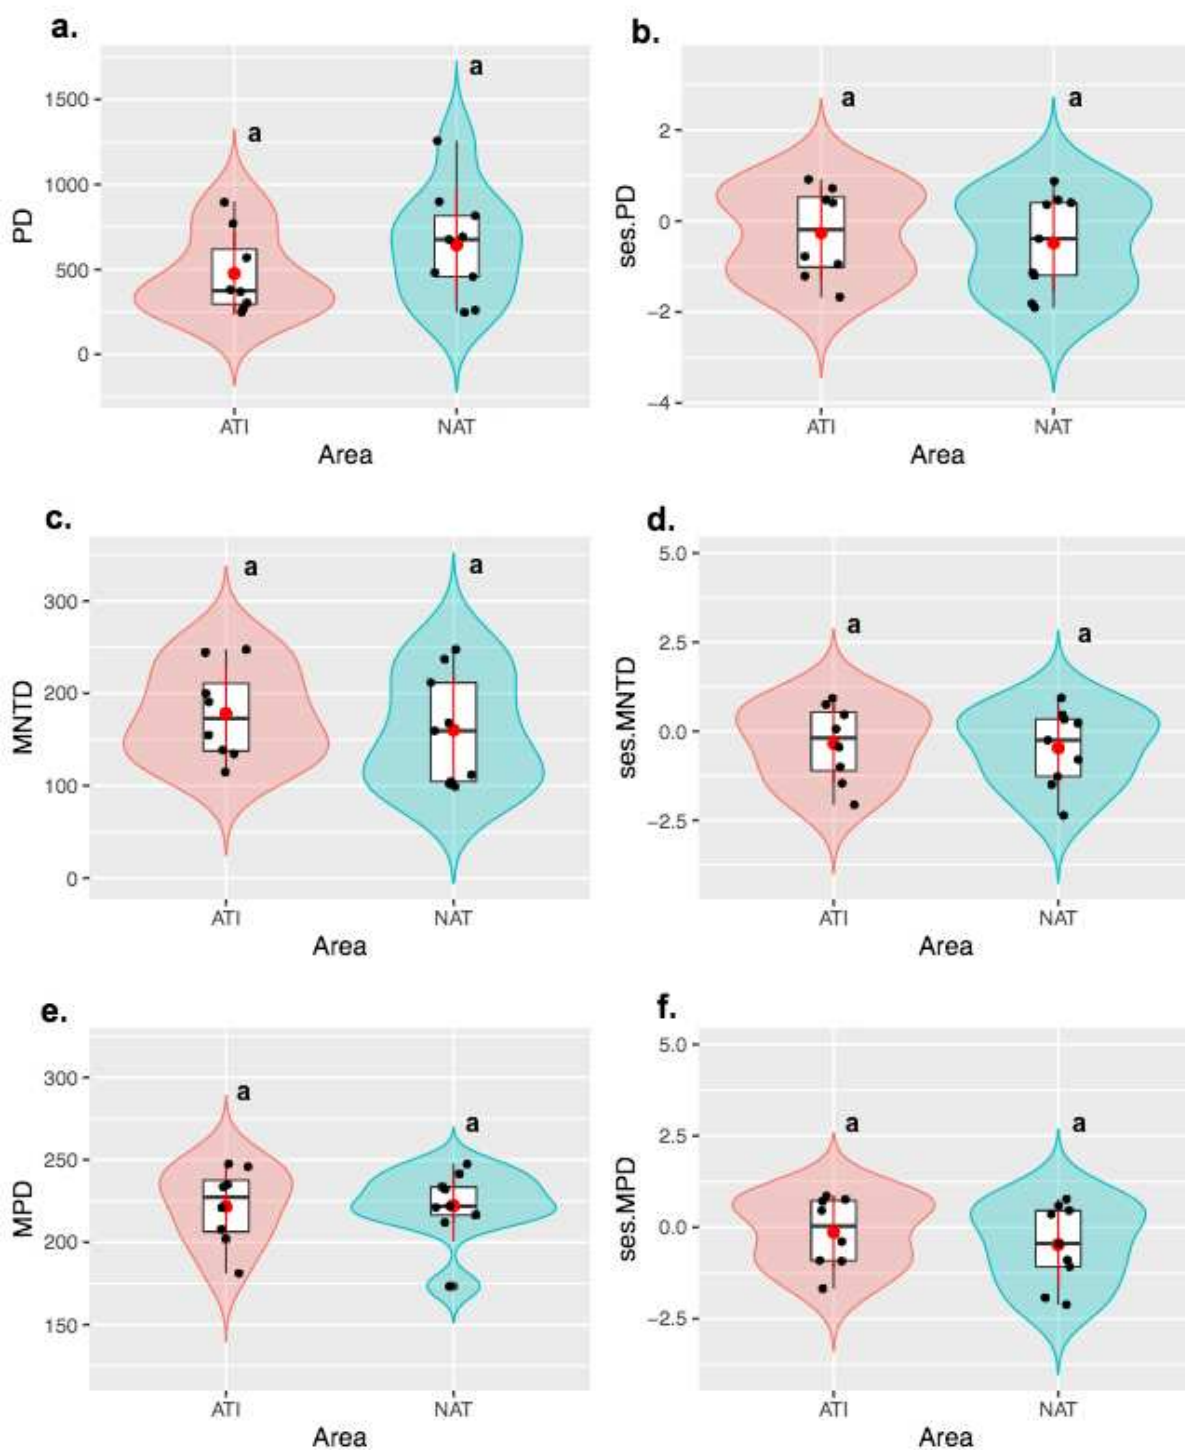 a.
b.
PD
1500
1000
500
0
a
a
ATI
NAT
Area
ses.PD
2
0
−2
−4
a
a
ATI
NAT
Area
c.
d.
MNTD
300
200
100
0
a
a
ATI
NAT
Area
ses.MNTD
5.0
2.5
0.0
−2.5
a
a
ATI
NAT
Area
e.
f.
MPD
300
250
200
150
a
a
ATI
NAT
Area
ses.MPD
5.0
2.5
0.0
−2.5
a
a
ATI
NAT
Area